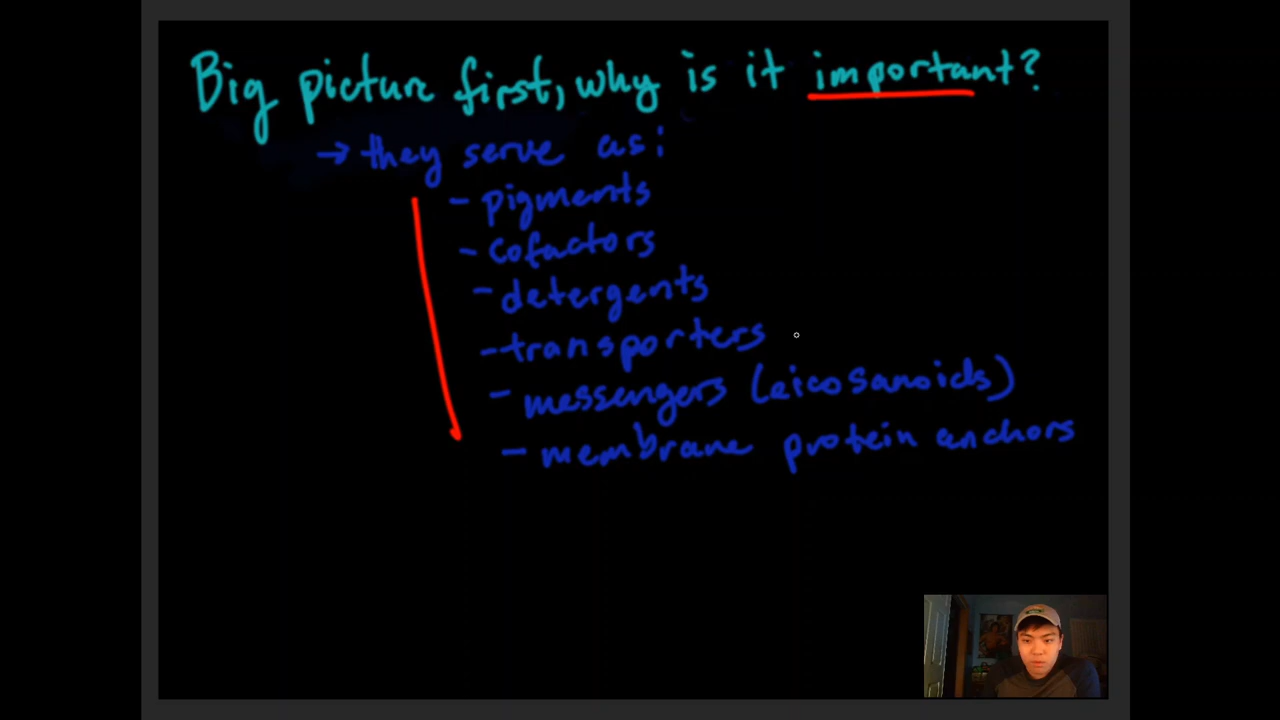 Big picture first, why is it important?
→ they serve as:
- pigments
- cofactors
- detergents
- transporters
- messengers (eicosanoids)
- membrane protein anchors